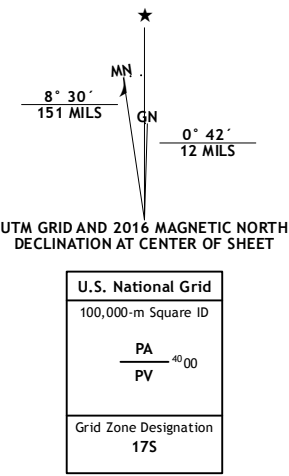 ★
MN
8° 30´
151 MILS
GN
0° 42´
12 MILS
UTM GRID AND 2016 MAGNETIC NORTH
DECLINATION AT CENTER OF SHEET
U.S. National Grid
100,000-m Square ID
PA
4000
PV
Grid Zone Designation
17S